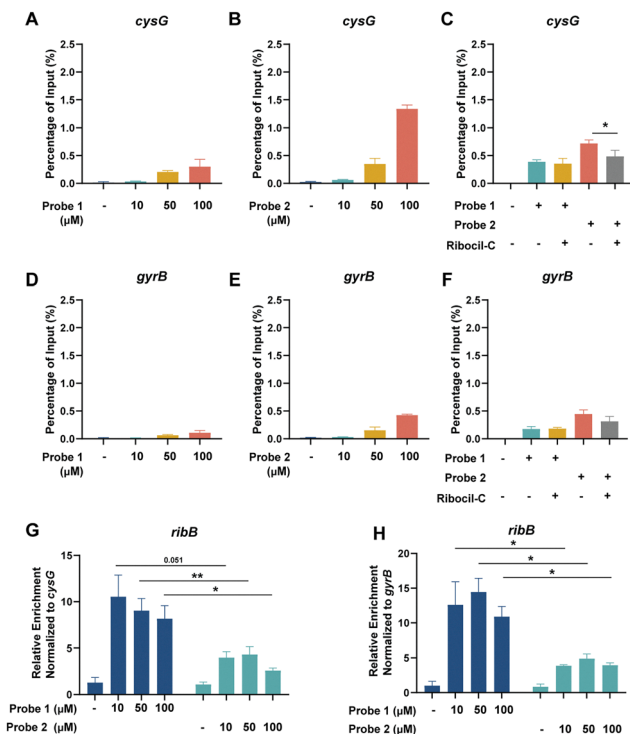 A
cysG
Percentage of Input (%)
2.5
2.0
1.5
1.0
0.5
0.0
Probe 1 - 10 50 100
(μM)
B
cysG
Percentage of Input (%)
2.5
2.0
1.5
1.0
0.5
0.0
Probe 2 - 10 50 100
(μM)
C
cysG
Percentage of Input (%)
2.5
2.0
1.5
1.0
0.5
0.0
*
Probe 1 - + +
Probe 2 - + +
Ribocil-C - - + - +
D
gyrB
Percentage of Input (%)
2.5
2.0
1.5
1.0
0.5
0.0
Probe 1 - 10 50 100
(μM)
E
gyrB
Percentage of Input (%)
2.5
2.0
1.5
1.0
0.5
0.0
Probe 2 - 10 50 100
(μM)
F
gyrB
Percentage of Input (%)
2.5
2.0
1.5
1.0
0.5
0.0
Probe 1 - + +
Probe 2 - + +
Ribocil-C - - + - +
G
ribB
Relative Enrichment
Normalized to cysG
15
10
5
0
0.051
**
*
Probe 1 (μM) - 10 50 100
Probe 2 (μM) - 10 50 100
H
ribB
Relative Enrichment
Normalized to gyrB
20
15
10
5
0
*
*
*
Probe 1 (μM) - 10 50 100
Probe 2 (μM) - 10 50 100